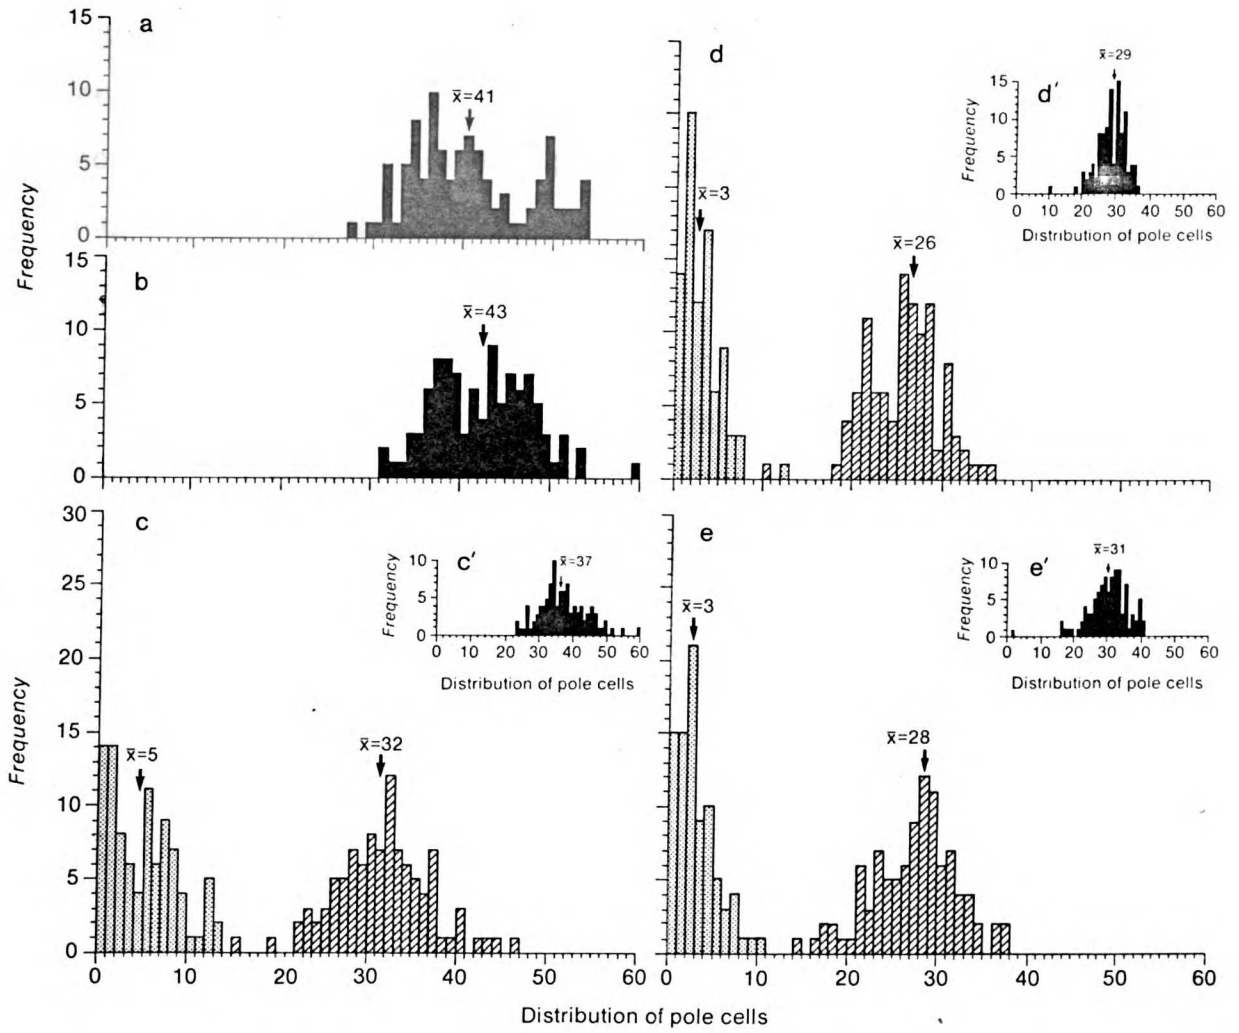 a
15
10
5
0
x̄=41
Frequency
b
15
10
5
0
x̄=43
c
30
25
20
15
10
5
0
Frequency
x̄=5
x̄=32
0 10 20 30 40 50 60
c′
10
5
0
x̄=37
Frequency
0 10 20 30 40 50 60
Distribution of pole cells
d
x̄=3
x̄=26
d′
x̄=29
15
10
5
0
Frequency
0 10 20 30 40 50 60
Distribution of pole cells
e
x̄=3
x̄=28
0 10 20 30 40 50 60
e′
x̄=31
10
5
0
Frequency
0 10 20 30 40 50 60
Distribution of pole cells
Distribution of pole cells